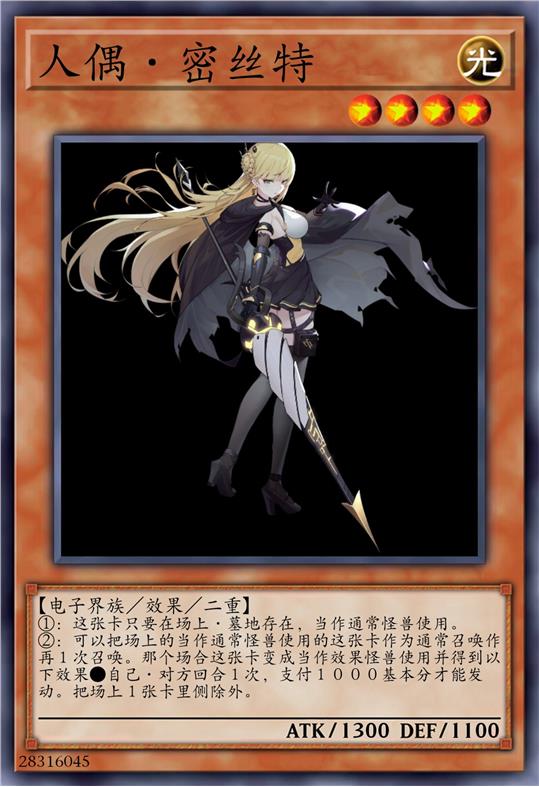 人偶·密丝特
光
【电子界族／效果／二重】
①：这张卡只要在场上·墓地存在，当作通常怪兽使用。
②：可以把场上的当作通常怪兽使用的这张卡作为通常召唤作
再1次召唤。那个场合这张卡变成当作效果怪兽使用并得到以
下效果●自己·对方回合1次，支付1000基本分才能发
动。把场上1张卡里侧除外。
ATK/1300 DEF/1100
28316045